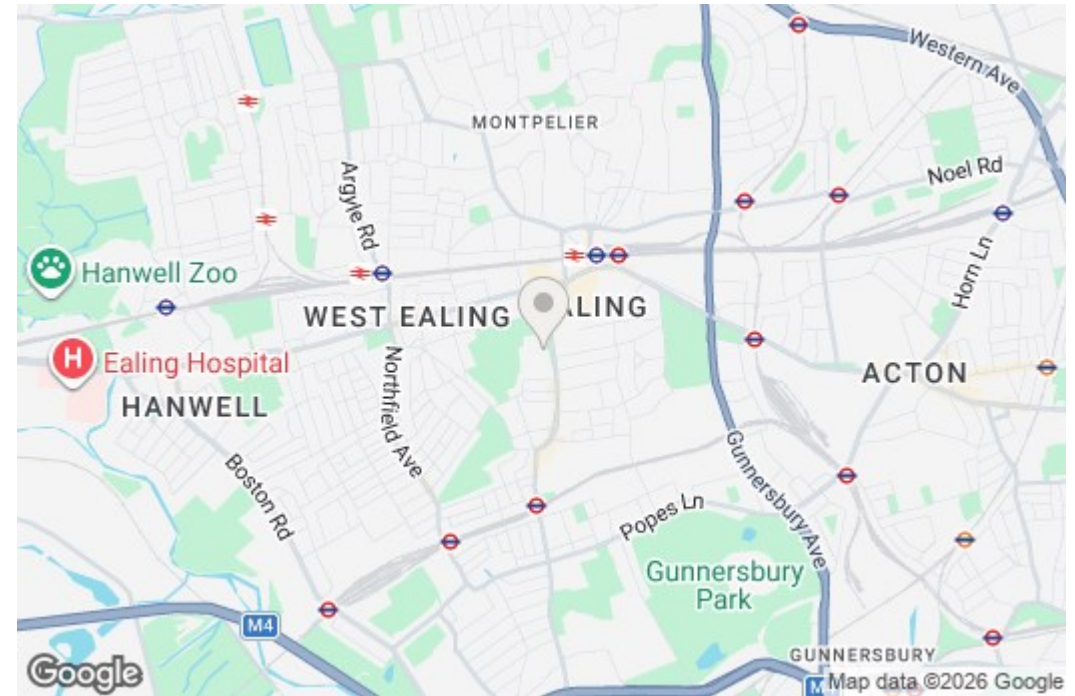 Western Ave
MONTPELIER
Noel Rd
Argyle Rd
Hanwell Zoo
Horn Ln
WEST EALING
ALING
H
Ealing Hospital
ACTON
HANWELL
Northfield Ave
Gunnersbury Ave
Boston Rd
Popes Ln
Gunnersbury
Park
M4
GUNNERSBURY
Google
M
Map data ©2026 Google